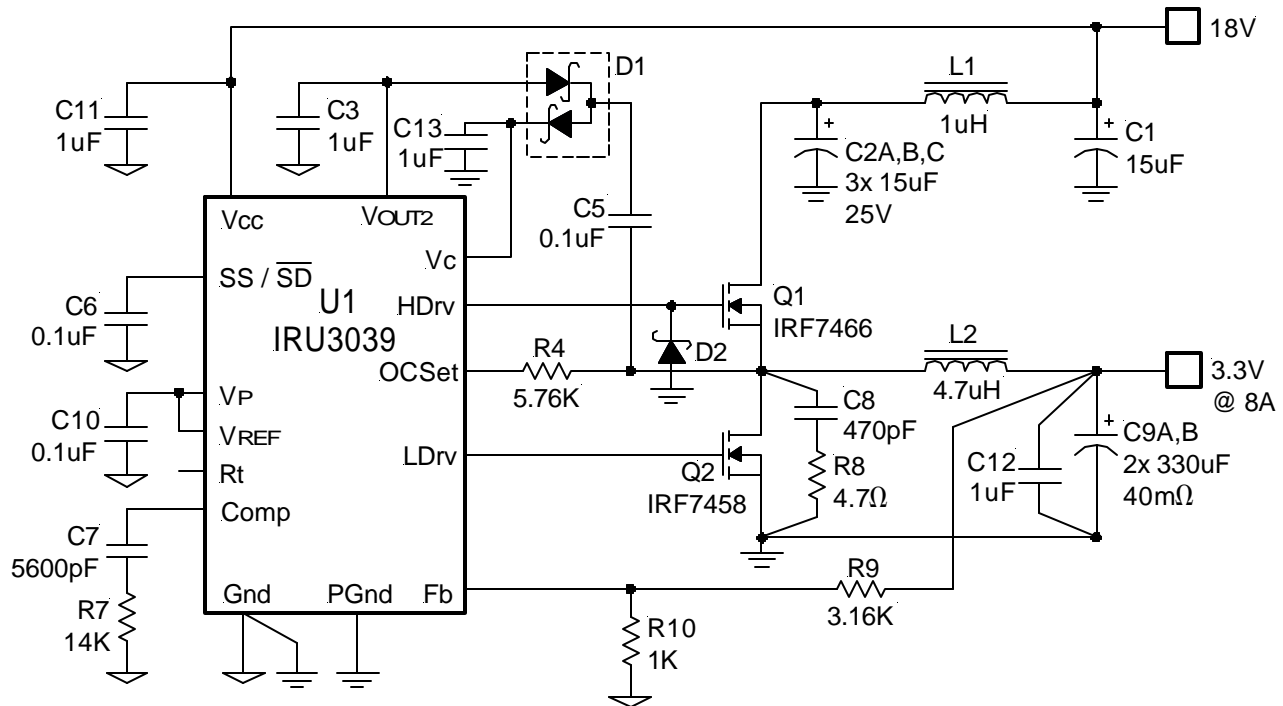 18V
D1
L1
1uH
C11
1uF
C3
1uF
C13
1uF
C1
15uF
C2A,B,C
3x 15uF
25V
C5
0.1uF
Vcc
VOUT2
Vc
SS / SD
U1
IRU3039
HDrv
OCSet
C6
0.1uF
Q1
IRF7466
D2
R4
5.76K
L2
4.7uH
3.3V
@ 8A
VP
VREF
Rt
Comp
LDrv
C10
0.1uF
C8
470pF
R8
4.7Ω
Q2
IRF7458
C12
1uF
C9A,B
2x 330uF
40mΩ
C7
5600pF
R7
14K
Gnd
PGnd
Fb
R9
3.16K
R10
1K